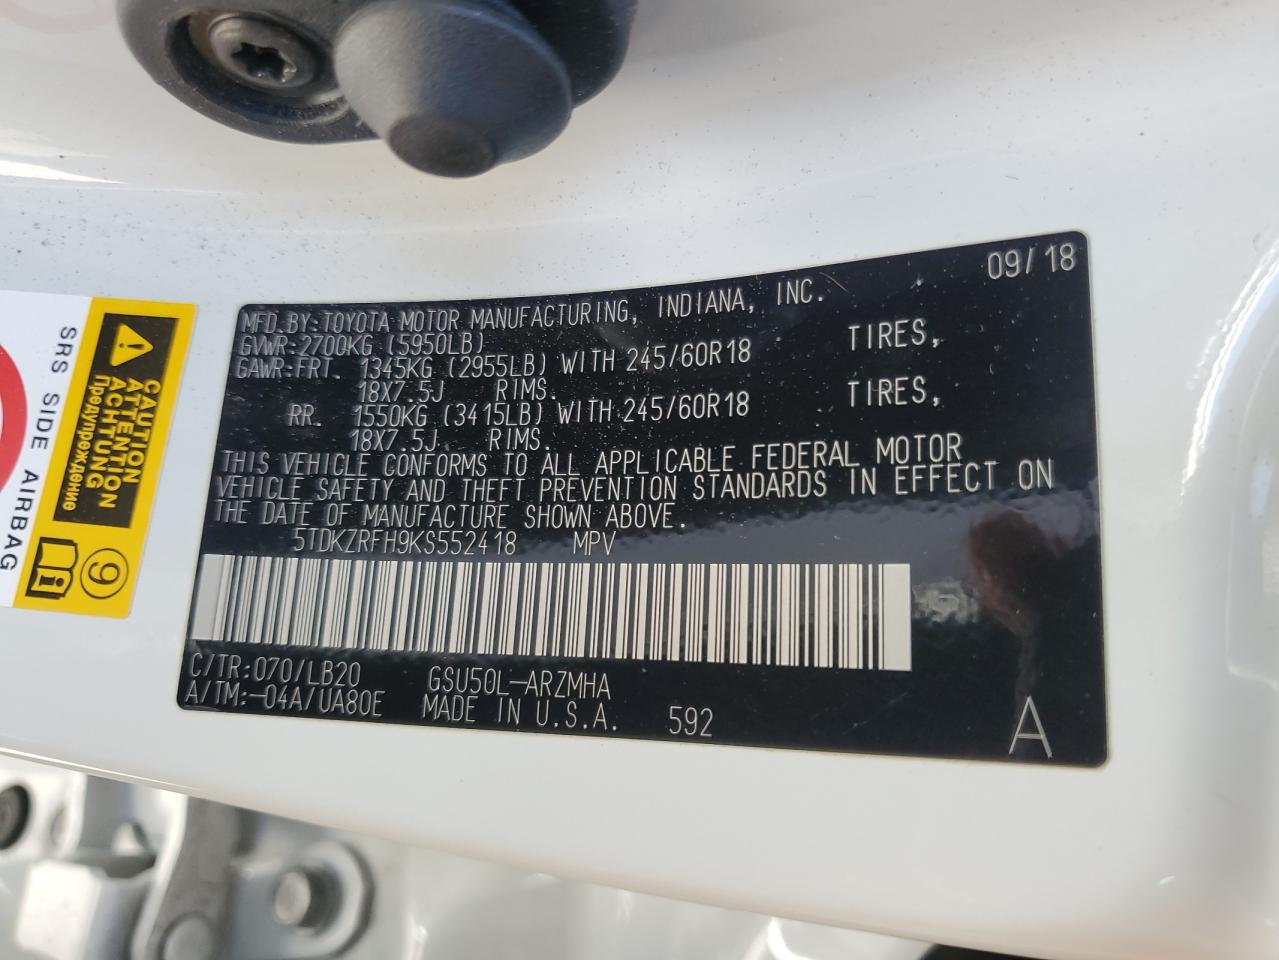 09/18
MFD.BY:TOYOTA MOTOR MANUFACTURING, INDIANA, INC.
GVWR:2700KG (5950LB)
GAWR:FRT. 1345KG (2955LB) WITH 245/60R18 TIRES,
18X7.5J RIMS.
RR. 1550KG (3415LB) WITH 245/60R18 TIRES,
18X7.5J RIMS.
THIS VEHICLE CONFORMS TO ALL APPLICABLE FEDERAL MOTOR
VEHICLE SAFETY AND THEFT PREVENTION STANDARDS IN EFFECT ON
THE DATE OF MANUFACTURE SHOWN ABOVE.
5TDKZRFH9KS552418 MPV
C/TR:070/LB20 GSU50L-ARZMHA
A/TM:-04A/UA80E MADE IN U.S.A. 592
A
CAUTION
ATTENTION
ACHTUNG
Предупреждение
SRS SIDE AIRBAG
9